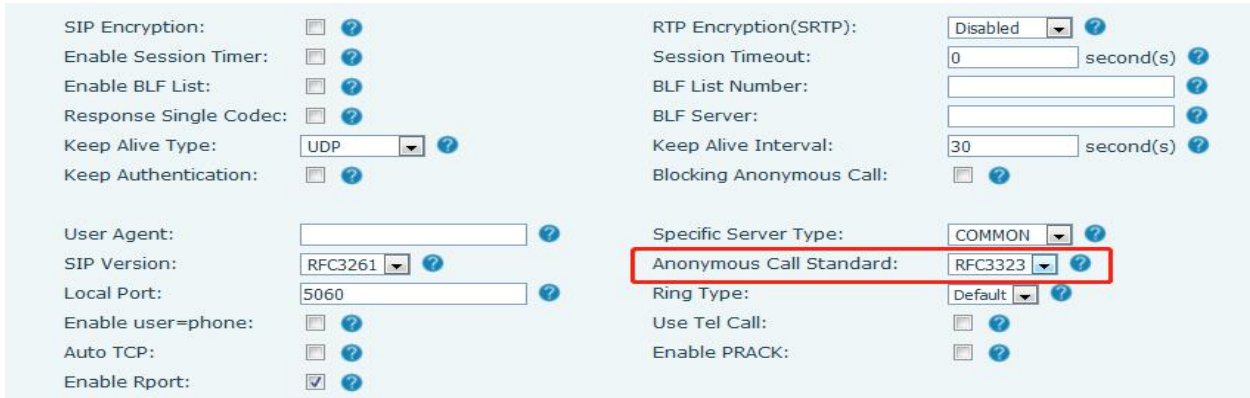 SIP Encryption: RTP Encryption(SRTP): Disabled
Enable Session Timer: Session Timeout: 0 second(s)
Enable BLF List: BLF List Number:
Response Single Codec: BLF Server:
Keep Alive Type: UDP Keep Alive Interval: 30 second(s)
Keep Authentication: Blocking Anonymous Call:
User Agent: Specific Server Type: COMMON
SIP Version: RFC3261 Anonymous Call Standard: RFC3323
Local Port: 5060 Ring Type: Default
Enable user=phone: Use Tel Call:
Auto TCP: Enable PRACK:
Enable Rport: